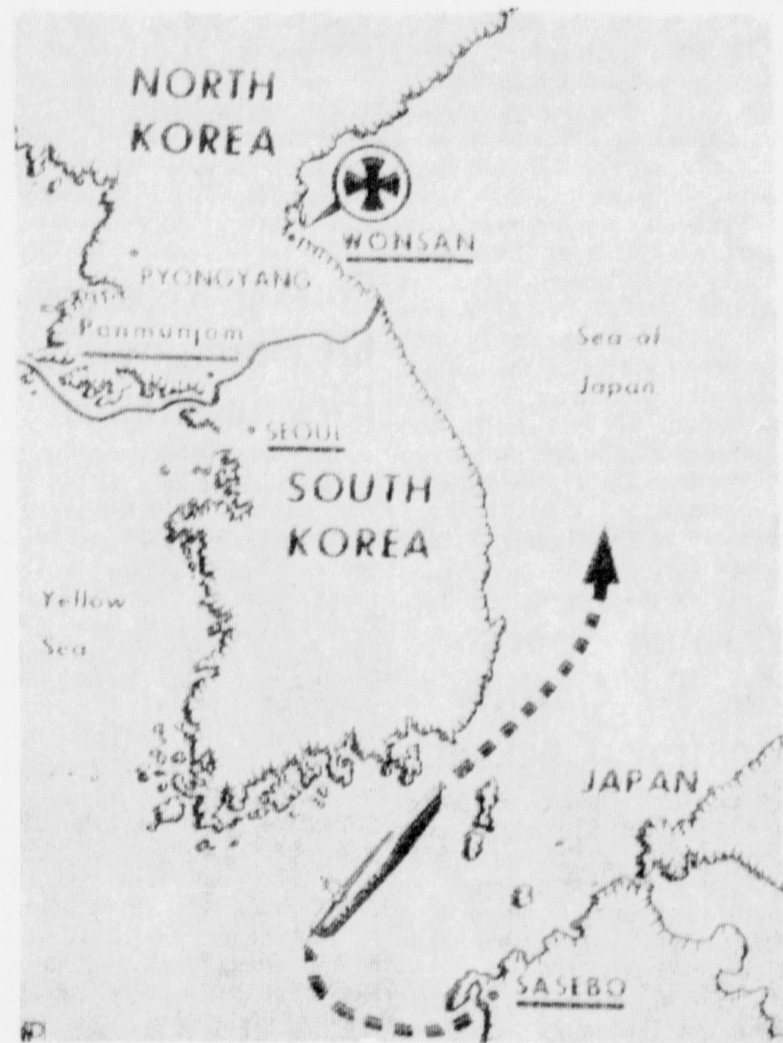 NORTH
KOREA
WONSAN
PYONGYANG
Panmunjom
Sea of
Japan
SEOUL
SOUTH
KOREA
Yellow
Sea
JAPAN
SASEBO